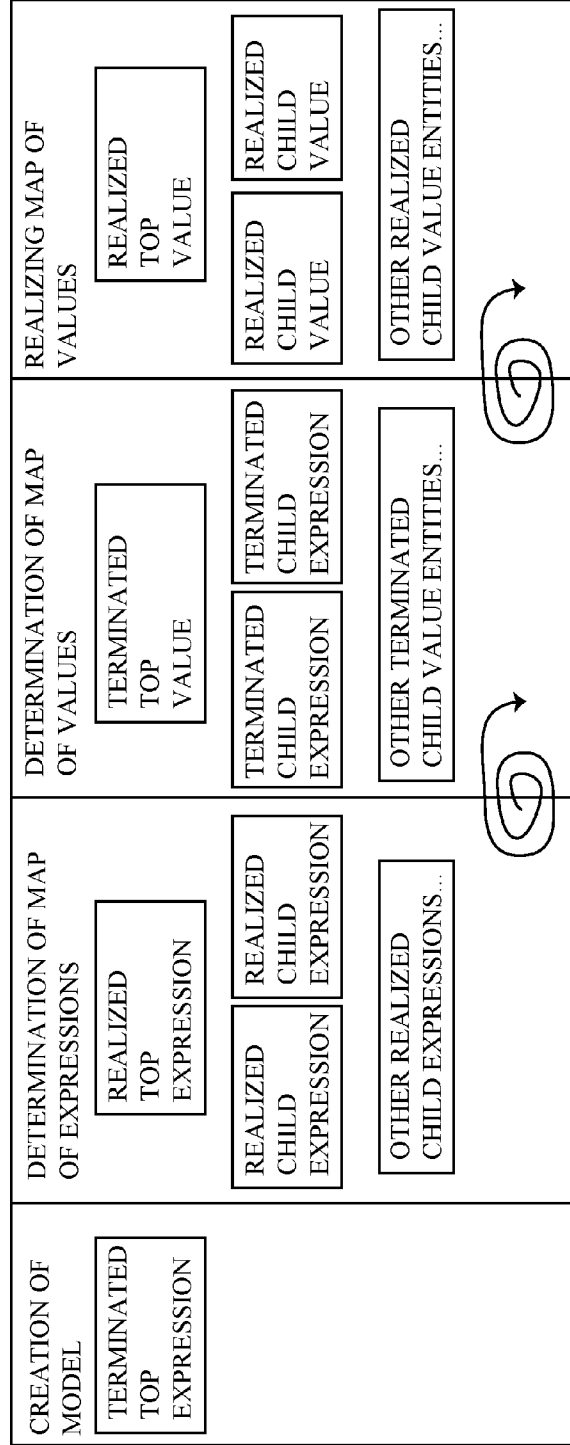 CREATION OF
MODEL
TERMINATED
TOP
EXPRESSION
DETERMINATION OF MAP
OF EXPRESSIONS
REALIZED
TOP
EXPRESSION
REALIZED
CHILD
EXPRESSION
REALIZED
CHILD
EXPRESSION
OTHER REALIZED
CHILD EXPRESSIONS...
DETERMINATION OF MAP
OF VALUES
TERMINATED
TOP
VALUE
TERMINATED
CHILD
EXPRESSION
TERMINATED
CHILD
EXPRESSION
OTHER TERMINATED
CHILD VALUE ENTITIES...
REALIZING MAP OF
VALUES
REALIZED
TOP
VALUE
REALIZED
CHILD
VALUE
REALIZED
CHILD
VALUE
OTHER REALIZED
CHILD VALUE ENTITIES...